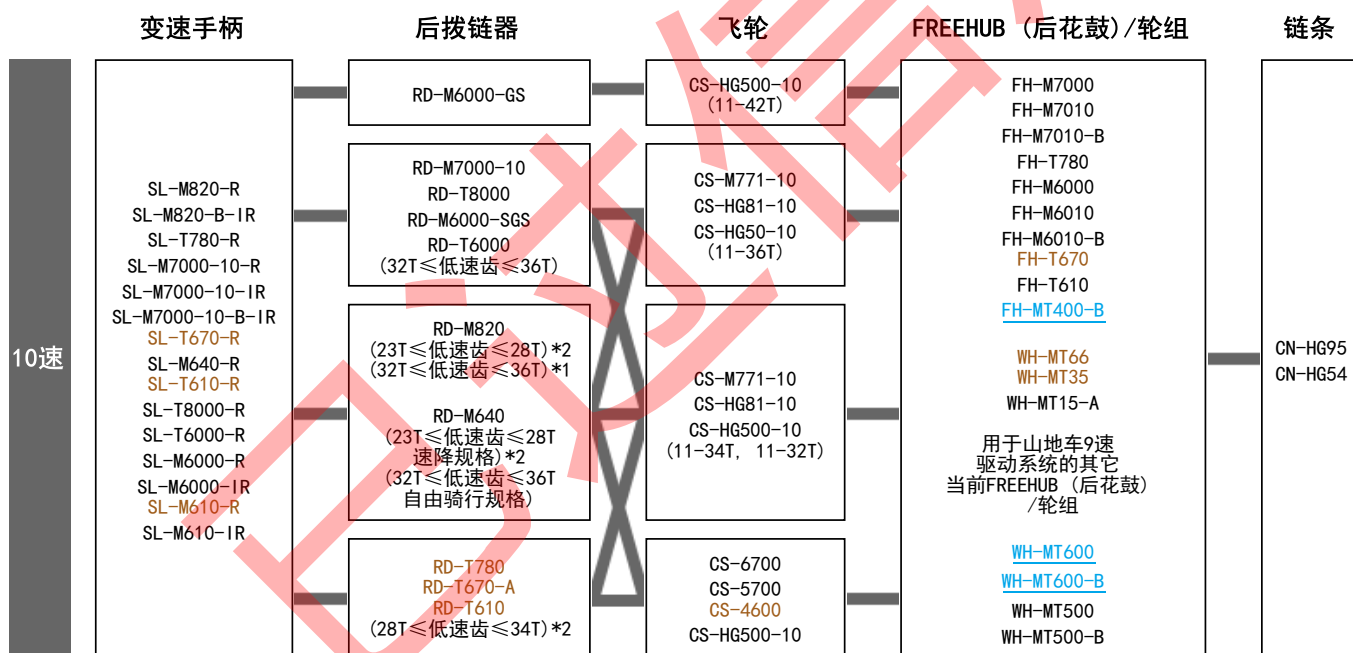 变速手柄
后拨链器
飞轮
FREEHUB (后花鼓)/轮组
链条
10速
SL-M820-R
SL-M820-B-IR
SL-T780-R
SL-M7000-10-R
SL-M7000-10-IR
SL-M7000-10-B-IR
SL-T670-R
SL-M640-R
SL-T610-R
SL-T8000-R
SL-T6000-R
SL-M6000-R
SL-M6000-IR
SL-M610-R
SL-M610-IR
RD-M6000-GS
RD-M7000-10
RD-T8000
RD-M6000-SGS
RD-T6000
(32T≤低速齿≤36T)
RD-M820
(23T≤低速齿≤28T)*2
(32T≤低速齿≤36T)*1
RD-M640
(23T≤低速齿≤28T
速降规格)*2
(32T≤低速齿≤36T
自由骑行规格)
RD-T780
RD-T670-A
RD-T610
(28T≤低速齿≤34T)*2
CS-HG500-10
(11-42T)
CS-M771-10
CS-HG81-10
CS-HG50-10
(11-36T)
CS-M771-10
CS-HG81-10
CS-HG500-10
(11-34T, 11-32T)
CS-6700
CS-5700
CS-4600
CS-HG500-10
FH-M7000
FH-M7010
FH-M7010-B
FH-T780
FH-M6000
FH-M6010
FH-M6010-B
FH-T670
FH-T610
FH-MT400-B
WH-MT66
WH-MT35
WH-MT15-A
用于山地车9速
驱动系统的其它
当前FREEHUB (后花鼓)
/轮组
WH-MT600
WH-MT600-B
WH-MT500
WH-MT500-B
CN-HG95
CN-HG54
已过信